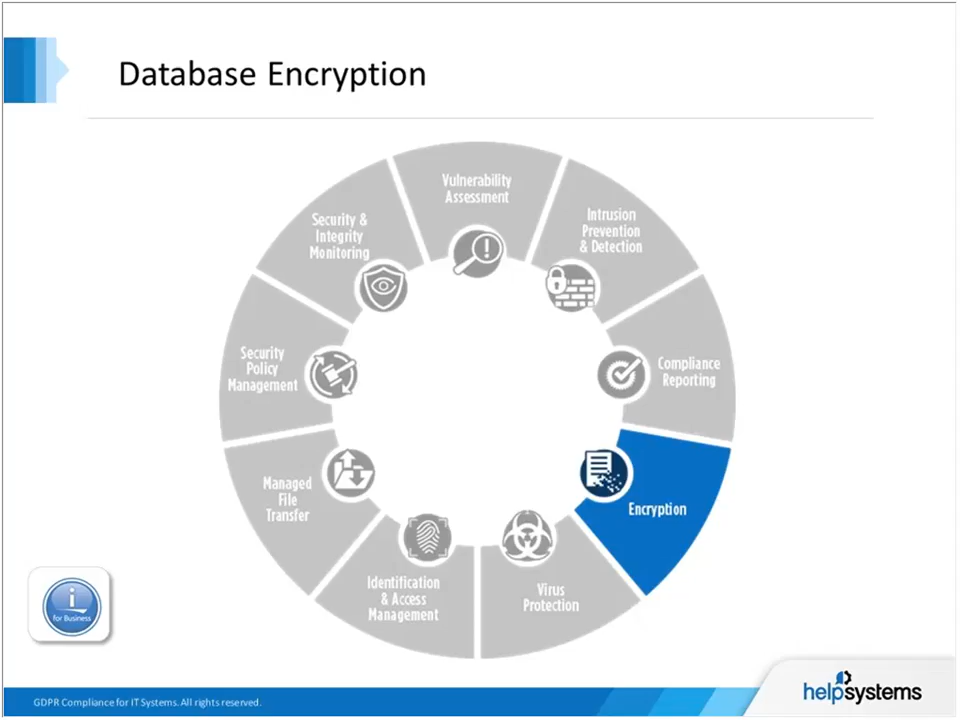 Database Encryption
Vulnerability
Assessment
Intrusion
Prevention
& Detection
Compliance
Reporting
Encryption
Virus
Protection
Identification
& Access
Management
Managed
File
Transfer
Security
Policy
Management
Security &
Integrity
Monitoring
i
for Business
GDPR Compliance for IT Systems. All rights reserved.
helpsystems